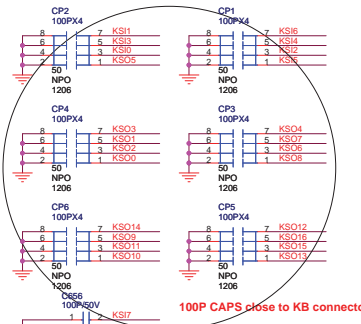 CP2
100PX4
8 7 KSI1
6 5 KSI3
4 3 KSI0
2 1 KSO5
50
NPO
1206
CP1
100PX4
8 7 KSI6
6 5 KSI4
4 3 KSI2
2 1 KSI5
50
NPO
1206
CP4
100PX4
8 7 KSO3
6 5 KSO1
4 3 KSO2
2 1 KSO0
50
NPO
1206
CP3
100PX4
8 7 KSO4
6 5 KSO7
4 3 KSO6
2 1 KSO8
50
NPO
1206
CP6
100PX4
8 7 KSO14
6 5 KSO9
4 3 KSO11
2 1 KSO10
50
NPO
1206
CP5
100PX4
8 7 KSO12
6 5 KSO16
4 3 KSO15
2 1 KSO13
50
NPO
1206
C656
100P/50V
1 2 KSI7
100P CAPS close to KB connecto